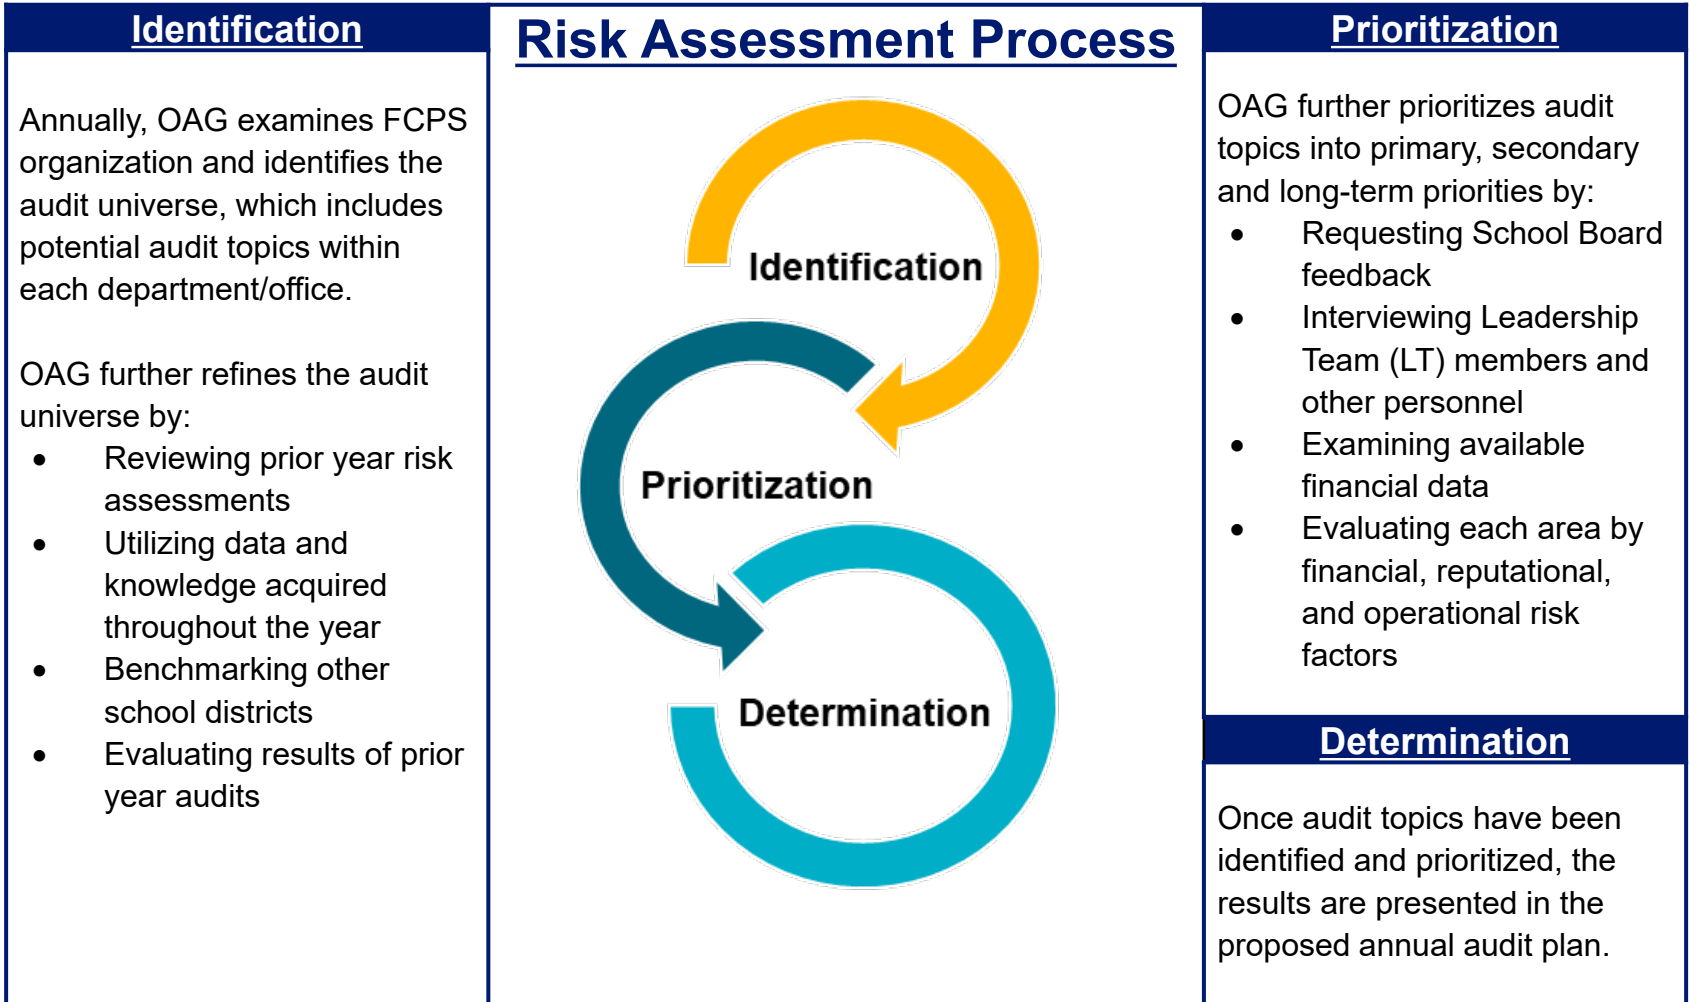 Identification
Annually, OAG examines FCPS
organization and identifies the
audit universe, which includes
potential audit topics within
each department/office.
OAG further refines the audit
universe by:
• Reviewing prior year risk
assessments
• Utilizing data and
knowledge acquired
throughout the year
• Benchmarking other
school districts
• Evaluating results of prior
year audits
Risk Assessment Process
Identification
Prioritization
Determination
Prioritization
OAG further prioritizes audit
topics into primary, secondary
and long-term priorities by:
• Requesting School Board
feedback
• Interviewing Leadership
Team (LT) members and
other personnel
• Examining available
financial data
• Evaluating each area by
financial, reputational,
and operational risk
factors
Determination
Once audit topics have been
identified and prioritized, the
results are presented in the
proposed annual audit plan.